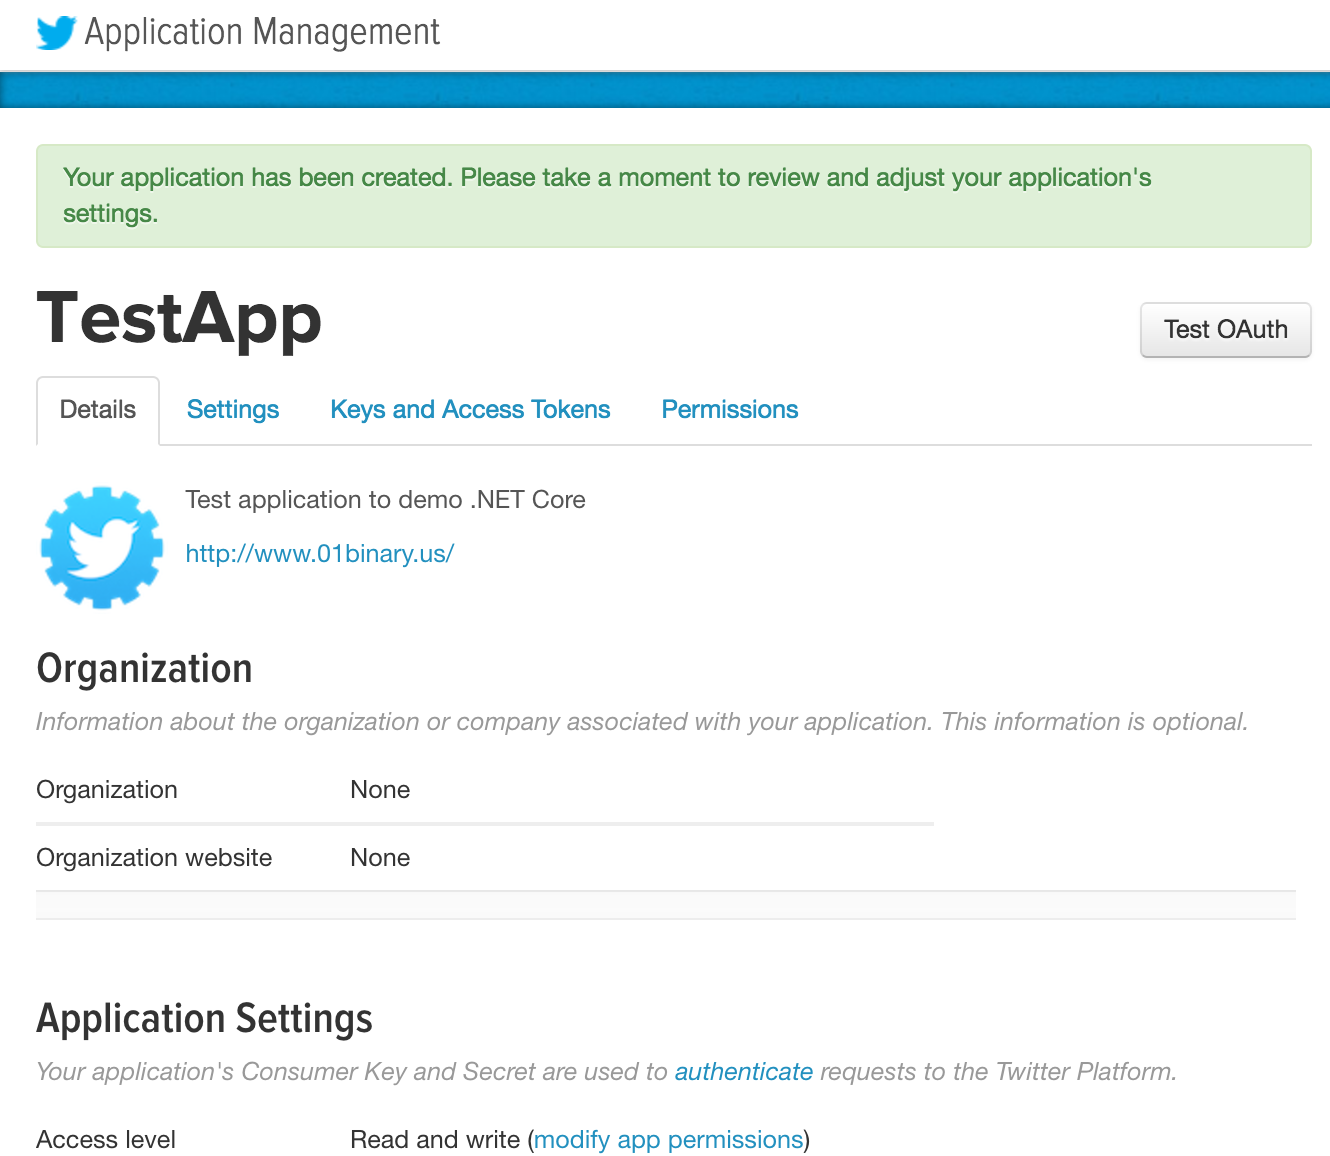 Application Management
Your application has been created. Please take a moment to review and adjust your application's
settings.
TestApp
Test OAuth
Details Settings Keys and Access Tokens Permissions
Test application to demo .NET Core
http://www.01binary.us/
Organization
Information about the organization or company associated with your application. This information is optional.
Organization None
Organization website None
Application Settings
Your application's Consumer Key and Secret are used to authenticate requests to the Twitter Platform.
Access level Read and write (modify app permissions)